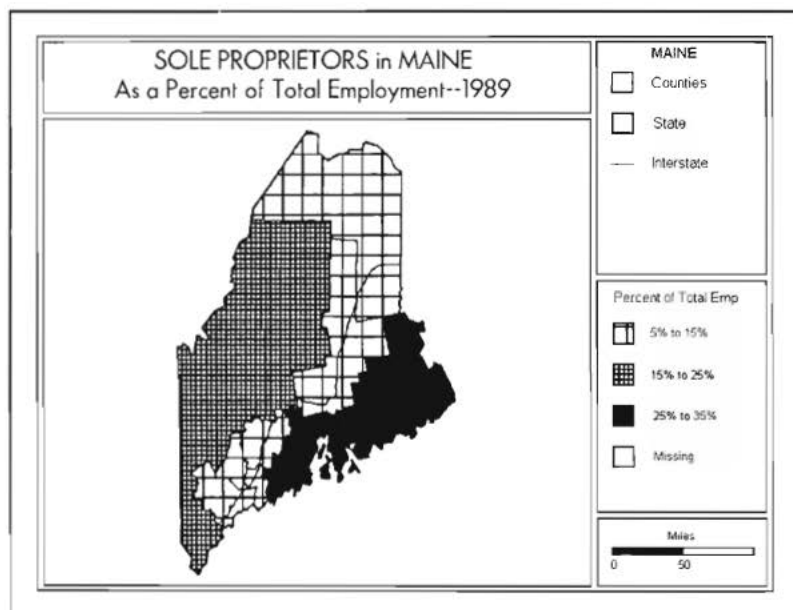 SOLE PROPRIETORS in MAINE
As a Percent of Total Employment--1989
MAINE
Counties
State
Interstate
Percent of Total Emp
5% to 15%
15% to 25%
25% to 35%
Missing
Miles
0 50